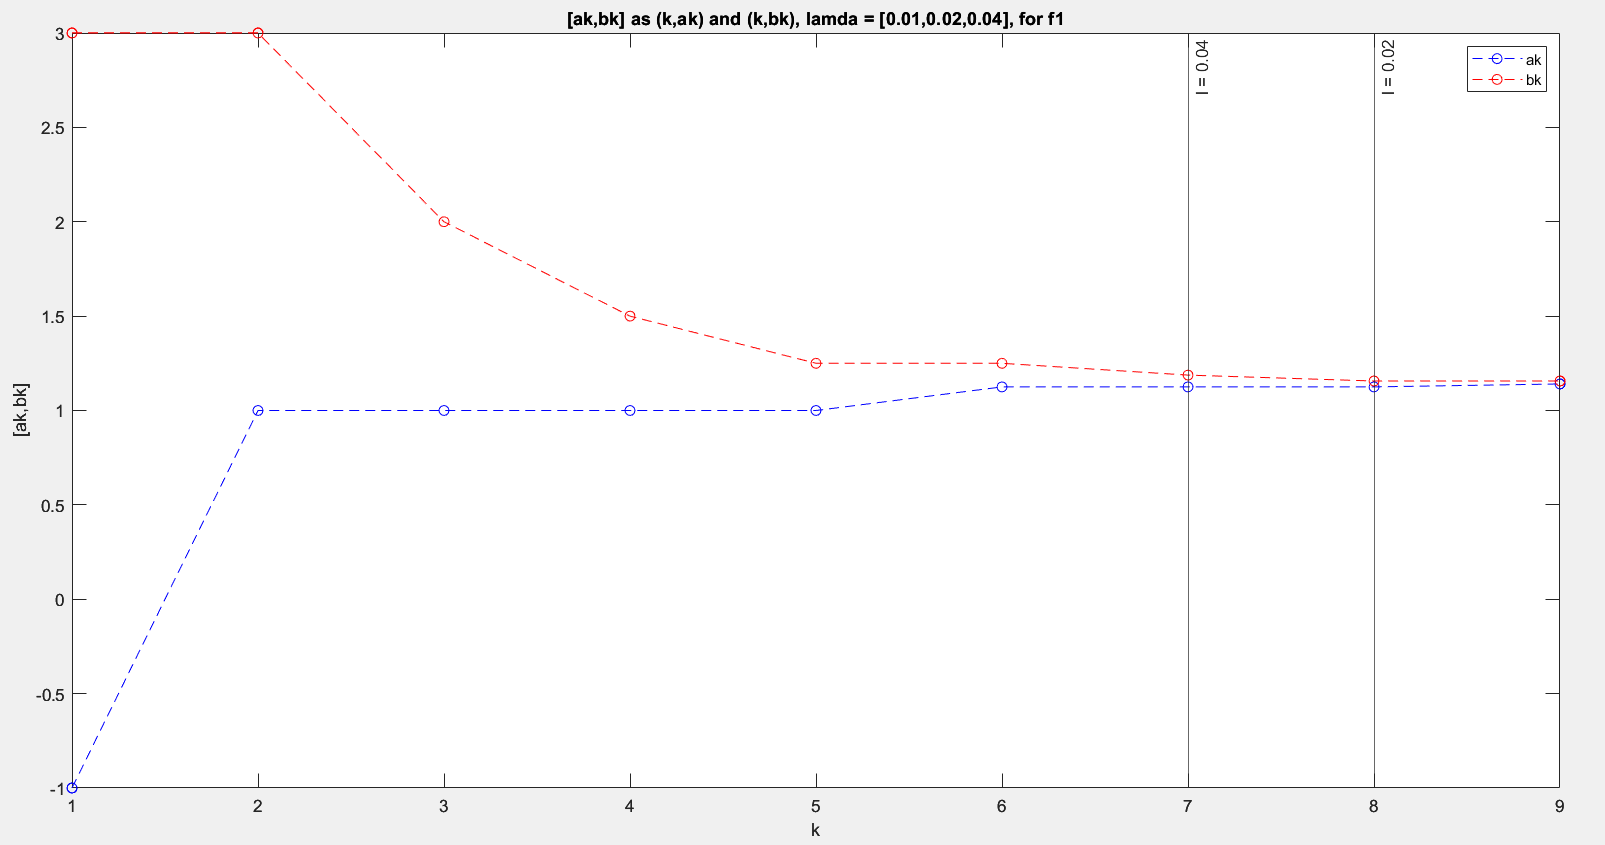 [ak,bk] as (k,ak) and (k,bk), lamda = [0.01,0.02,0.04], for f1
3
2.5
2
1.5
1
0.5
0
-0.5
-1
[ak,bk]
l = 0.04
l = 0.02
ak
bk
1 2 3 4 5 6 7 8 9
k